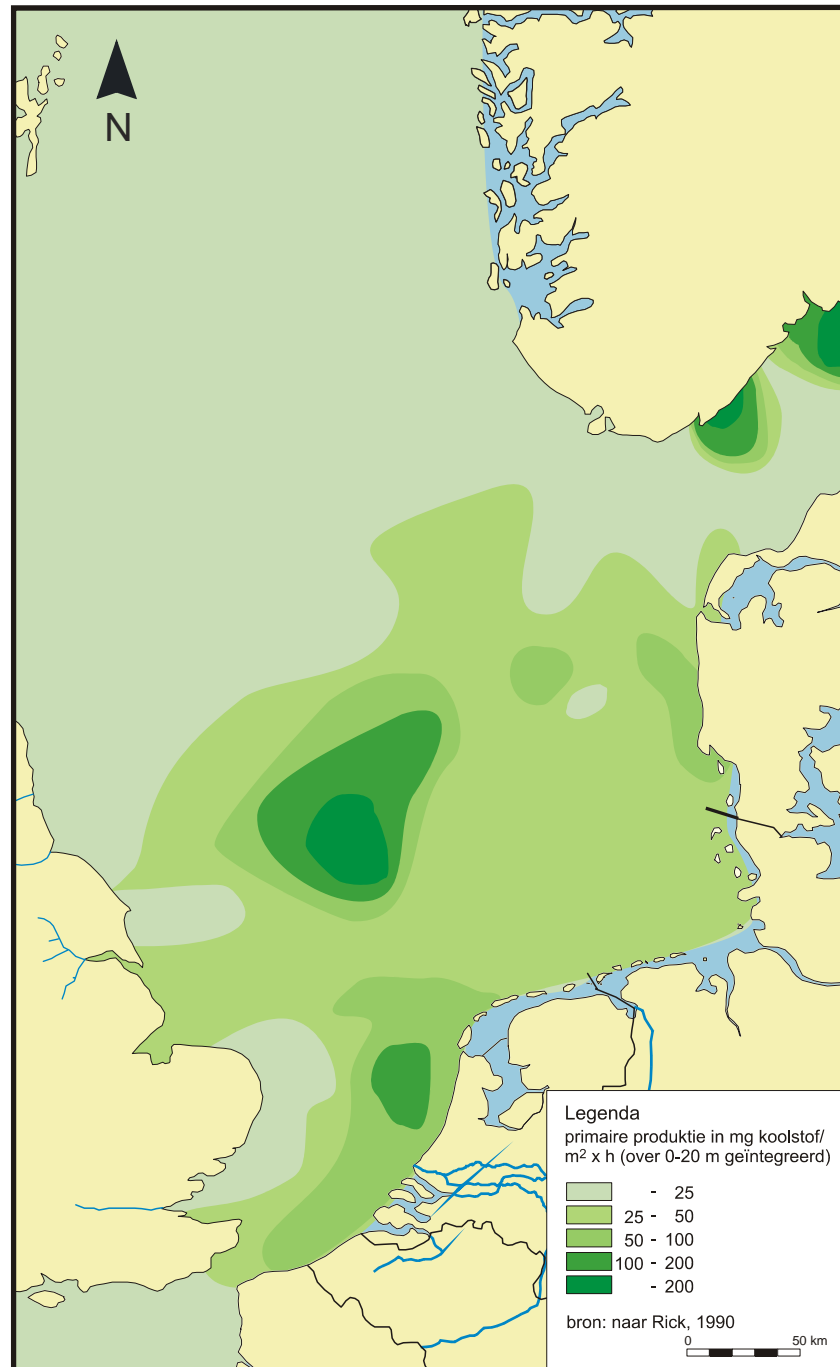 N
Legenda
primaire produktie in mg koolstof/
m² x h (over 0-20 m geïntegreerd)
- 25
25 - 50
50 - 100
100 - 200
- 200
bron: naar Rick, 1990
0 50 km